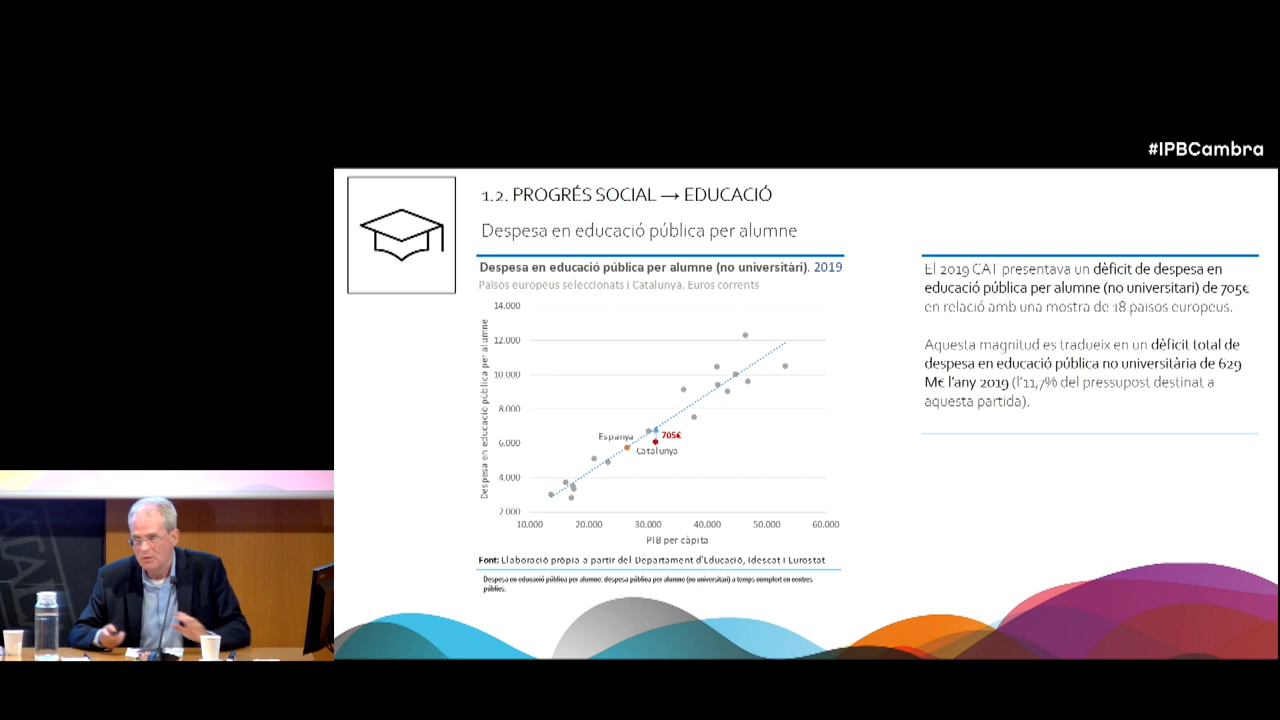 #IPBCambra
1.2. PROGRÉS SOCIAL → EDUCACIÓ
Despesa en educació pública per alumne
Despesa en educació pública per alumne (no universitàri). 2019
Països europeus seleccionats i Catalunya. Euros corrents
Despesa en educació pública per alumne
14.000
12.000
10.000
8.000
6.000
4.000
2.000
Espanya
705€
Catalunya
10.000 20.000 30.000 40.000 50.000 60.000
PIB per càpita
Font: Elaboració pròpia a partir del Departament d'Educació, Idescat i Eurostat
Despesa en educació pública per alumne: despesa pública per alumne (no universitari) a temps complert en centres
públics.
El 2019 CAT presentava un dèficit de despesa en
educació pública per alumne (no universitari) de 705€
en relació amb una mostra de 18 països europeus.
Aquesta magnitud es tradueix en un dèficit total de
despesa en educació pública no universitària de 629
M€ l'any 2019 (l'11,7% del pressupost destinat a
aquesta partida).